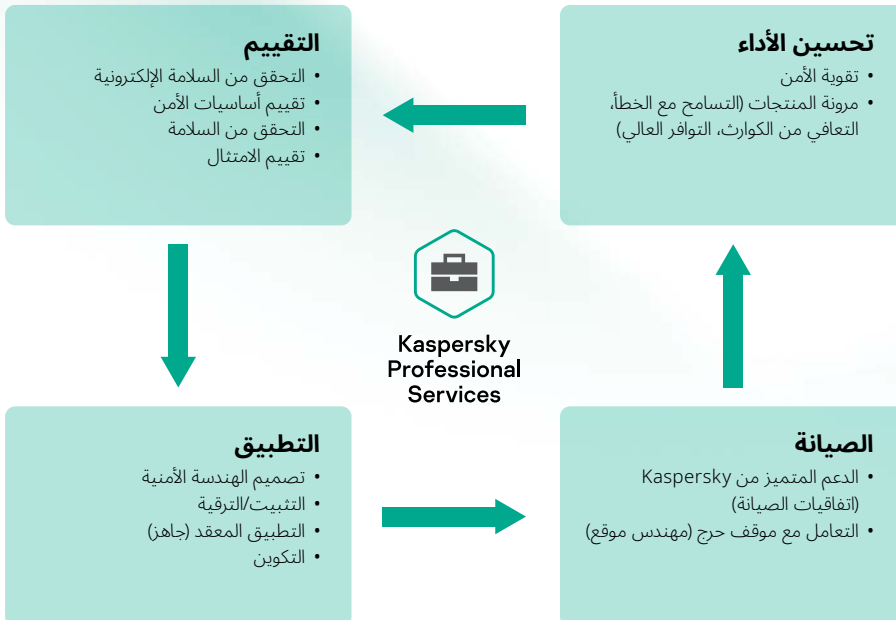 تحسين الأداء
• تقوية الأمن
• مرونة المنتجات (التسامح مع الخطأ،
التعافي من الكوارث، التوافر العالي)
التقييم
• التحقق من السلامة الإلكترونية
• تقييم أساسيات الأمن
• التحقق من السلامة
• تقييم الامتثال
Kaspersky
Professional
Services
الصيانة
• الدعم المتميز من Kaspersky
(اتفاقيات الصيانة)
• التعامل مع موقف حرج (مهندس موقع)
التطبيق
• تصميم الهندسة الأمنية
• التثبيت/الترقية
• التطبيق المعقد (جاهز)
• التكوين